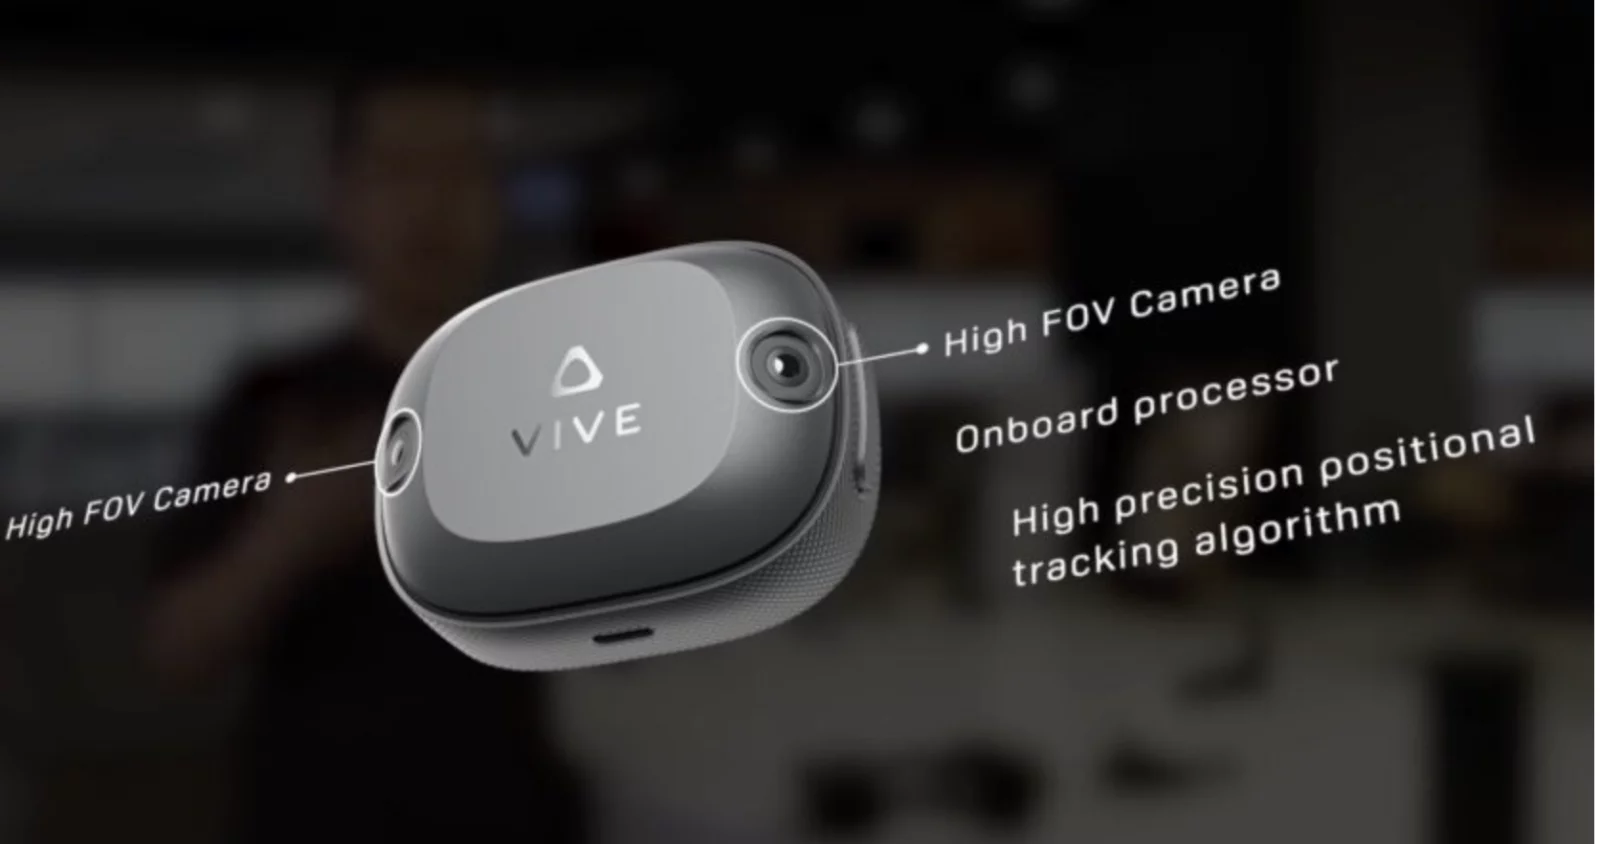 VIVE
High FOV Camera
High FOV Camera
Onboard processor
High precision positional
tracking algorithm